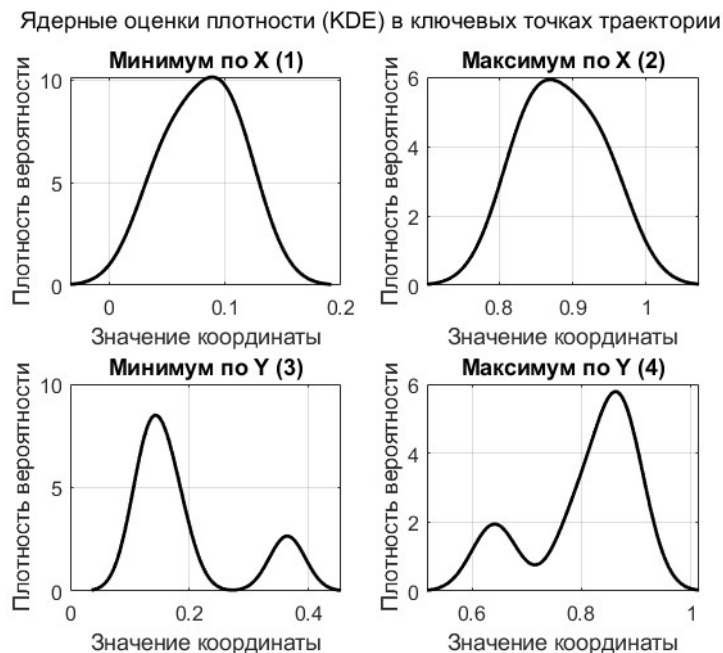 Ядерные оценки плотности (KDE) в ключевых точках траектории
Минимум по X (1)
Плотность вероятности
10
5
0
0
0.1
0.2
Значение координаты
Максимум по X (2)
Плотность вероятности
6
4
2
0
0.8
0.9
1
Значение координаты
Минимум по Y (3)
Плотность вероятности
10
5
0
0
0.2
0.4
Значение координаты
Максимум по Y (4)
Плотность вероятности
6
4
2
0
0.6
0.8
1
Значение координаты